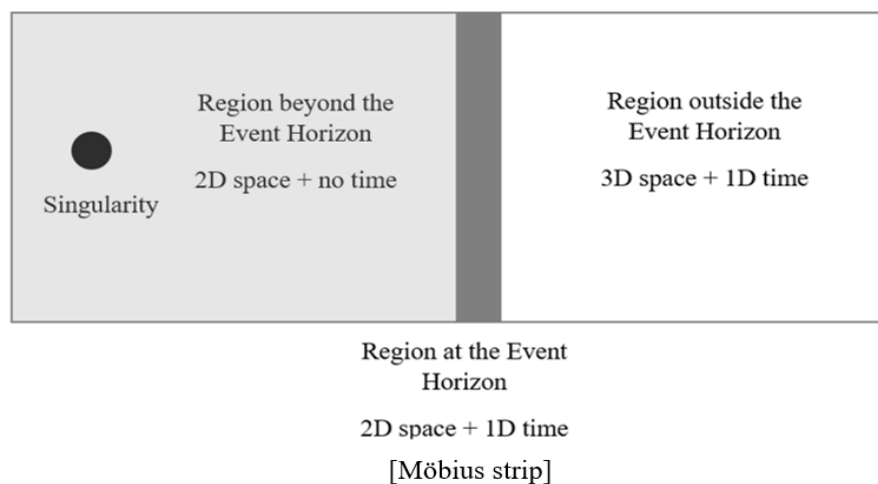 Region beyond the
Event Horizon
2D space + no time
Singularity
Region outside the
Event Horizon
3D space + 1D time
Region at the Event
Horizon
2D space + 1D time
[Möbius strip]